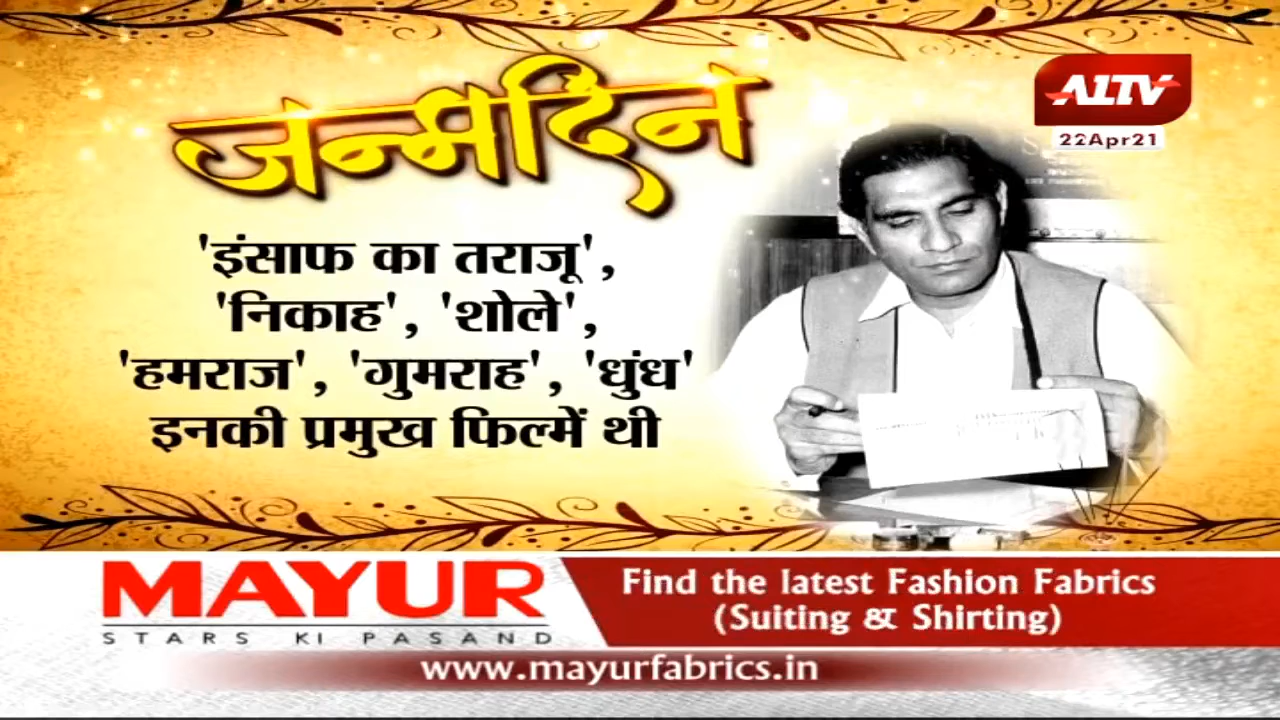 जन्मदिन
A1TV
22Apr21
'इंसाफ का तराजू',
'निकाह', 'शोले',
'हमराज', 'गुमराह', 'धुंध'
इनकी प्रमुख फिल्में थी
MAYUR
STARS KI PASAND
Find the latest Fashion Fabrics
(Suiting & Shirting)
www.mayurfabrics.in